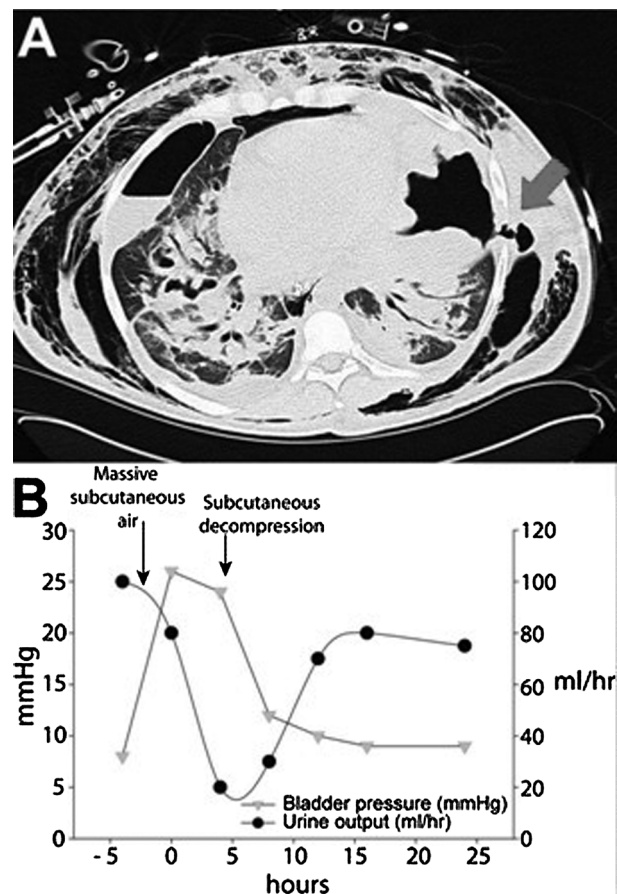 A
B
Massive
subcutaneous
air
Subcutaneous
decompression
30
25
20
15
10
5
0
mmHg
120
100
80
60
40
20
0
ml/hr
Bladder pressure (mmHg)
Urine output (ml/hr)
- 5 0 5 10 15 20 25
hours